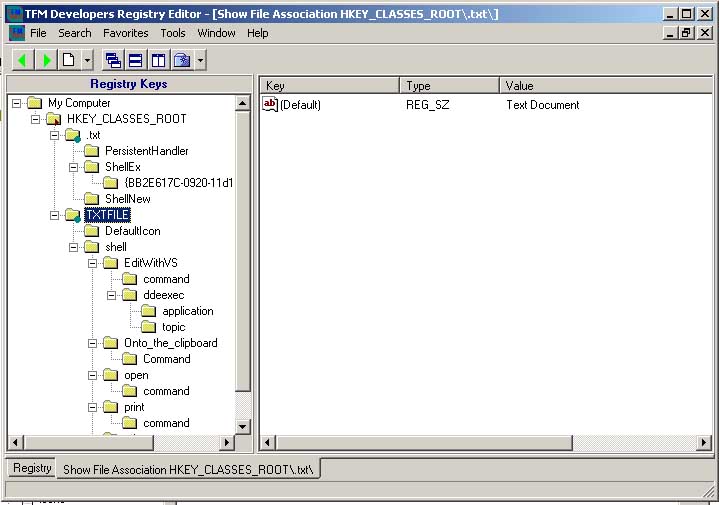 TFM Developers Registry Editor - [Show File Association HKEY_CLASSES_ROOT\.txt\]
File Search Favorites Tools Window Help
Registry Keys
My Computer
HKEY_CLASSES_ROOT
.txt
PersistentHandler
ShellEx
{BB2E617C-0920-11d1
ShellNew
TXTFILE
DefaultIcon
shell
EditWithVS
command
ddeexec
application
topic
Onto_the_clipboard
Command
open
command
print
command
Key Type Value
ab (Default) REG_SZ Text Document
Registry Show File Association HKEY_CLASSES_ROOT\.txt\